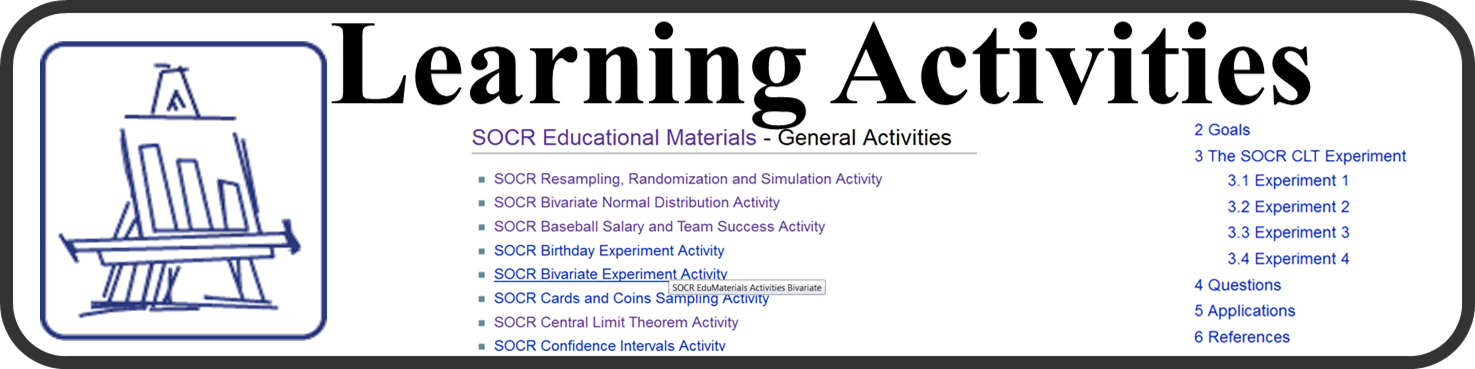 Learning Activities
SOCR Educational Materials - General Activities
SOCR Resampling, Randomization and Simulation Activity
SOCR Bivariate Normal Distribution Activity
SOCR Baseball Salary and Team Success Activity
SOCR Birthday Experiment Activity
SOCR Bivariate Experiment Activity
SOCR EduMaterials Activities Bivariate
SOCR Cards and Coins Sampling Activity
SOCR Central Limit Theorem Activity
SOCR Confidence Intervals Activity
2 Goals
3 The SOCR CLT Experiment
3.1 Experiment 1
3.2 Experiment 2
3.3 Experiment 3
3.4 Experiment 4
4 Questions
5 Applications
6 References